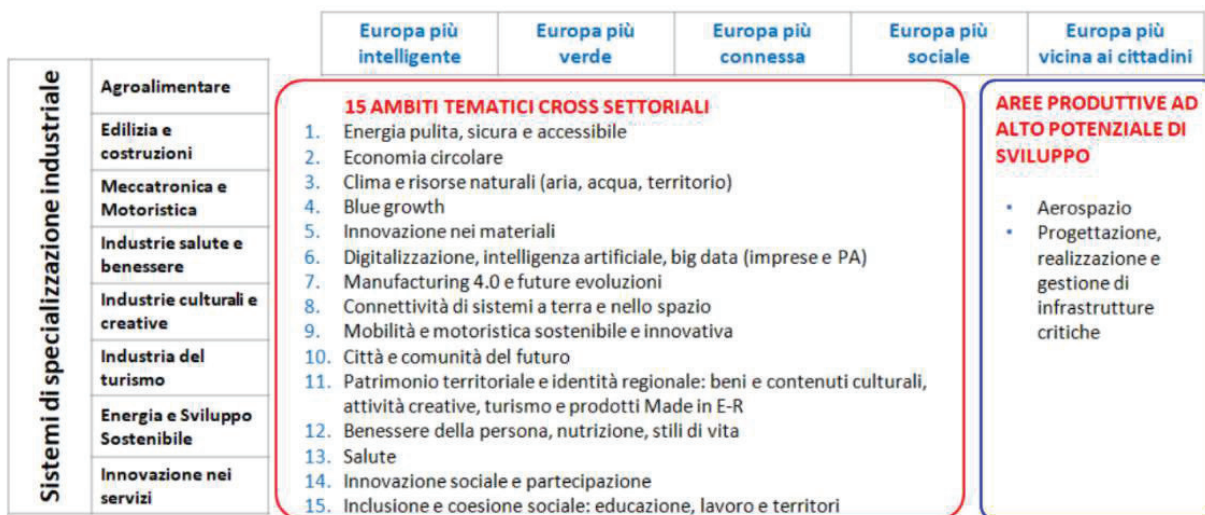 Europa più
intelligente
Europa più
verde
Europa più
connessa
Europa più
sociale
Europa più
vicina ai cittadini
Sistemi di specializzazione industriale
Agroalimentare
Edilizia e
costruzioni
Meccatronica e
Motoristica
Industrie salute e
benessere
Industrie culturali e
creative
Industria del
turismo
Energia e Sviluppo
Sostenibile
Innovazione nei
servizi
15 AMBITI TEMATICI CROSS SETTORIALI
1. Energia pulita, sicura e accessibile
2. Economia circolare
3. Clima e risorse naturali (aria, acqua, territorio)
4. Blue growth
5. Innovazione nei materiali
6. Digitalizzazione, intelligenza artificiale, big data (imprese e PA)
7. Manufacturing 4.0 e future evoluzioni
8. Connettività di sistemi a terra e nello spazio
9. Mobilità e motoristica sostenibile e innovativa
10. Città e comunità del futuro
11. Patrimonio territoriale e identità regionale: beni e contenuti culturali,
attività creative, turismo e prodotti Made in E-R
12. Benessere della persona, nutrizione, stili di vita
13. Salute
14. Innovazione sociale e partecipazione
15. Inclusione e coesione sociale: educazione, lavoro e territori
AREE PRODUTTIVE AD
ALTO POTENZIALE DI
SVILUPPO
• Aerospazio
• Progettazione,
realizzazione e
gestione di
infrastrutture
critiche